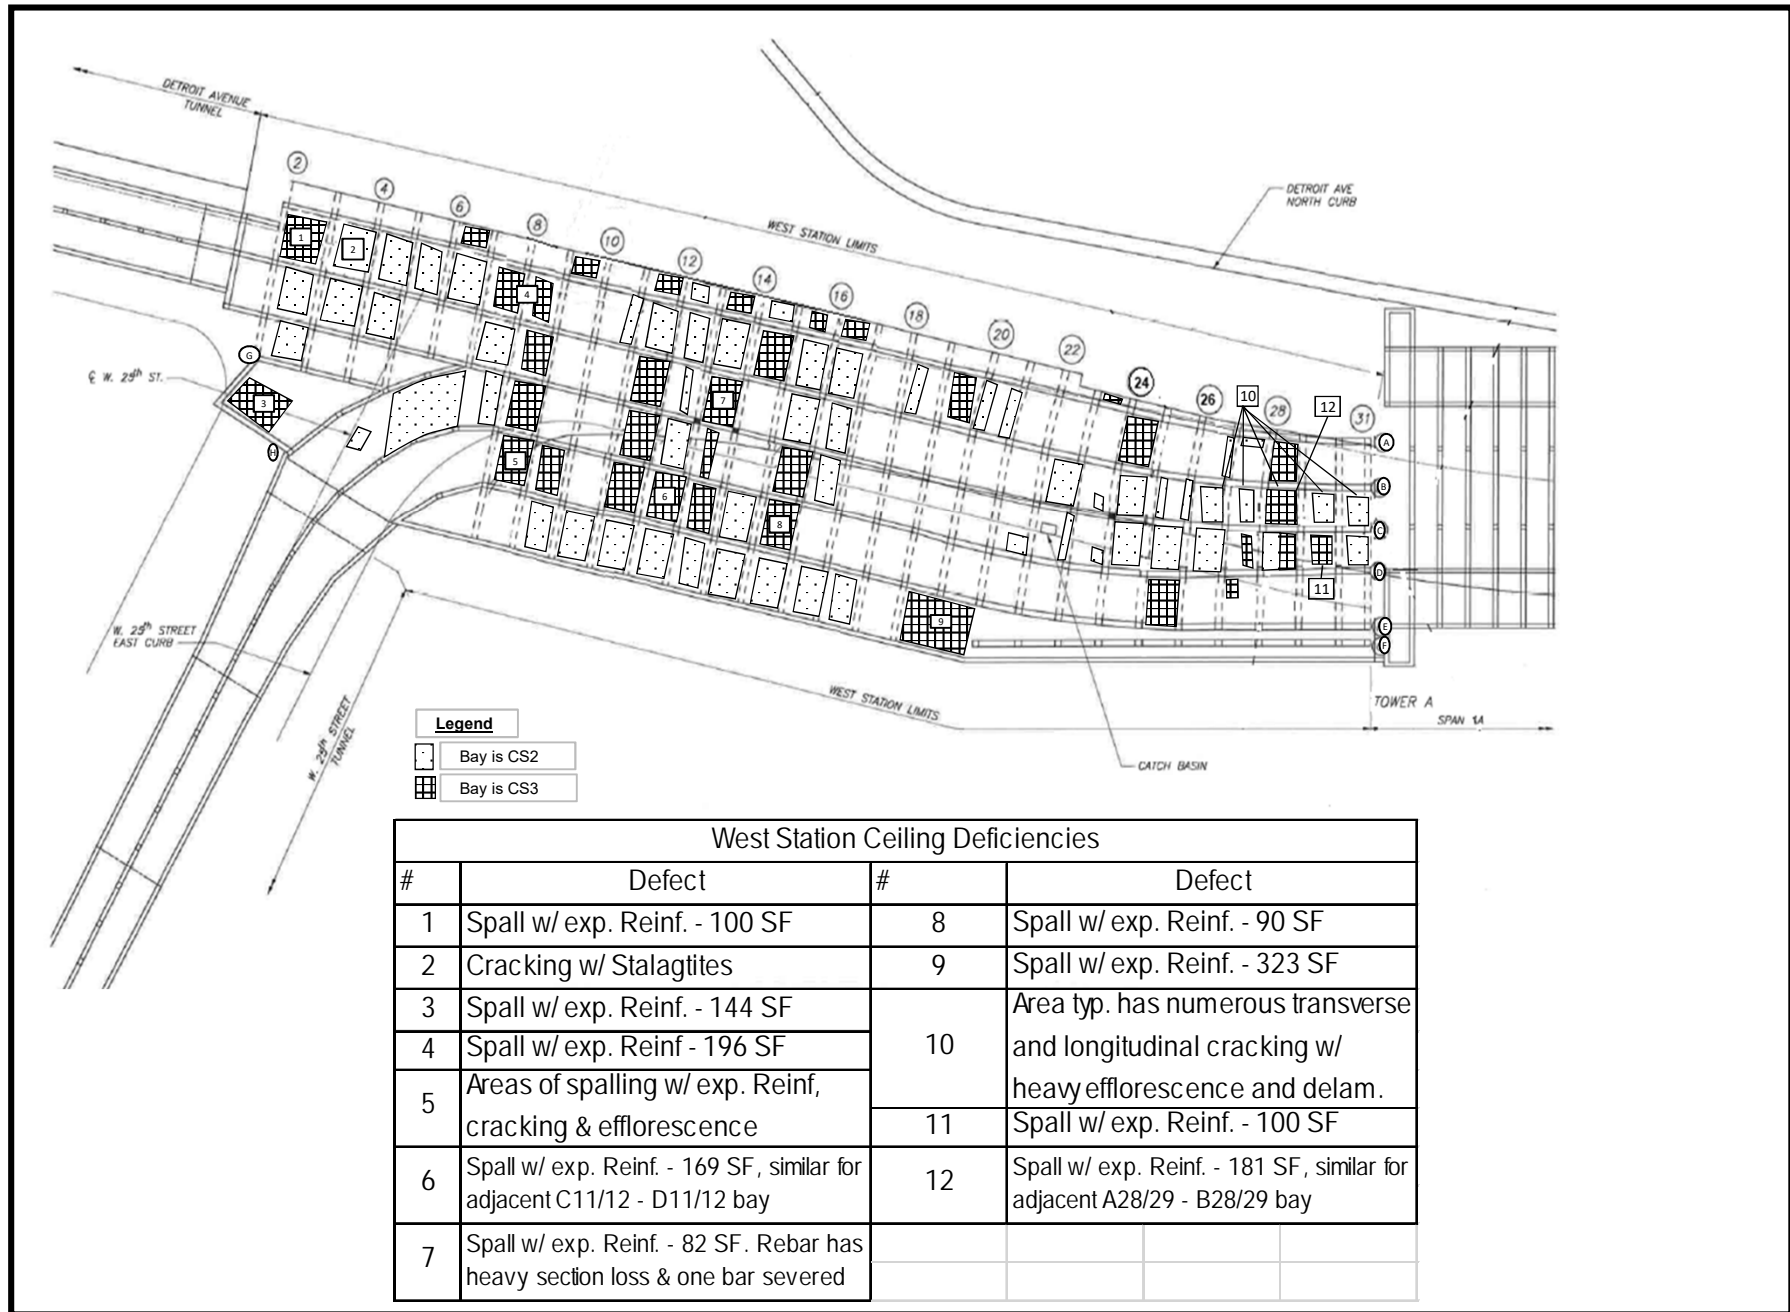 DETROIT AVENUE
TUNNEL
WEST STATION LIMITS
DETROIT AVE
NORTH CURB
2
4
6
8
10
12
14
16
18
20
22
24
26
28
31
10
12
1
2
3
4
5
6
7
8
9
11
A
B
C
D
E
F
G
H
℄ W. 25th ST.
W. 25th STREET
EAST CURB
W. 25th STREET
TUNNEL
WEST STATION LIMITS
TOWER A
SPAN 1A
CATCH BASIN
Legend
Bay is CS2
Bay is CS3
West Station Ceiling Deficiencies
# Defect # Defect
1 Spall w/ exp. Reinf. - 100 SF
2 Cracking w/ Stalagtites
3 Spall w/ exp. Reinf. - 144 SF
4 Spall w/ exp. Reinf - 196 SF
5 Areas of spalling w/ exp. Reinf,
cracking & efflorescence
6 Spall w/ exp. Reinf. - 169 SF, similar for
adjacent C11/12 - D11/12 bay
7 Spall w/ exp. Reinf. - 82 SF. Rebar has
heavy section loss & one bar severed
8 Spall w/ exp. Reinf. - 90 SF
9 Spall w/ exp. Reinf. - 323 SF
10 Area typ. has numerous transverse
and longitudinal cracking w/
heavy efflorescence and delam.
11 Spall w/ exp. Reinf. - 100 SF
12 Spall w/ exp. Reinf. - 181 SF, similar for
adjacent A28/29 - B28/29 bay